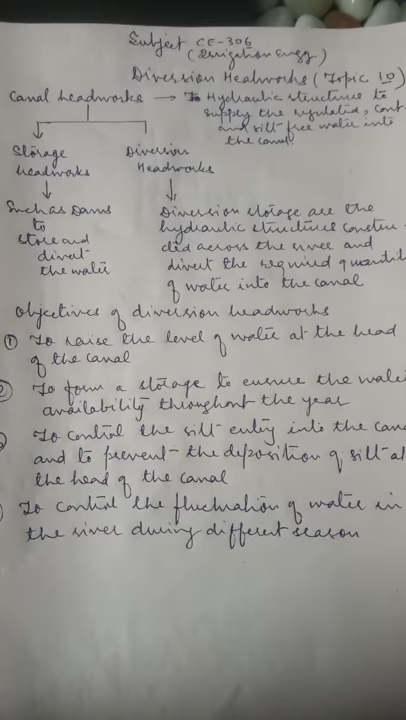 Subject CE-306
(Irrigation Engg)
Diversion Headworks (Topic 10)
Canal headworks → Hydraulic structures to
supply the regulated,
and silt free water into
the canal
Storage
headworks
Diversion
Headworks
Such as Dams
to
store and
divert
the water
Diversion storage are the
hydraulic structures constru-
cted across the river and
divert the required
of water into the canal
Objectives of diversion headworks
① To raise the level of water at the head
of the canal
② To form a storage to ensure the
availability throughout the year
To control the silt entry into the
and to prevent the deposition of silt at
the head of the canal
To control the fluctuation of water in
the river during different season